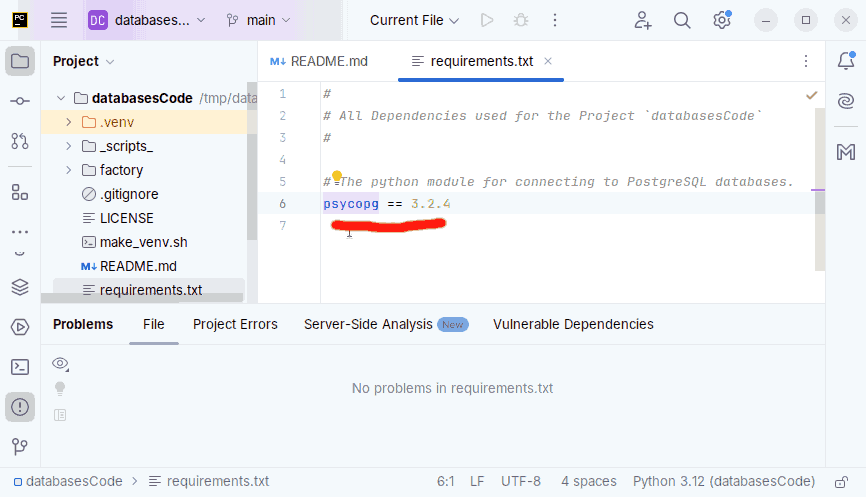 PC
DC databases... main Current File
Project
README.md
requirements.txt
databasesCode /tmp/data
.venv
_scripts_
factory
.gitignore
LICENSE
make_venv.sh
M↓ README.md
requirements.txt
1 #
2 # All Dependencies used for the Project `databasesCode`
3 #
4
5 # The python module for connecting to PostgreSQL databases.
6 psycopg == 3.2.4
7
Problems File Project Errors Server-Side Analysis New Vulnerable Dependencies
No problems in requirements.txt
databasesCode > requirements.txt 6:1 LF UTF-8 4 spaces Python 3.12 (databasesCode)